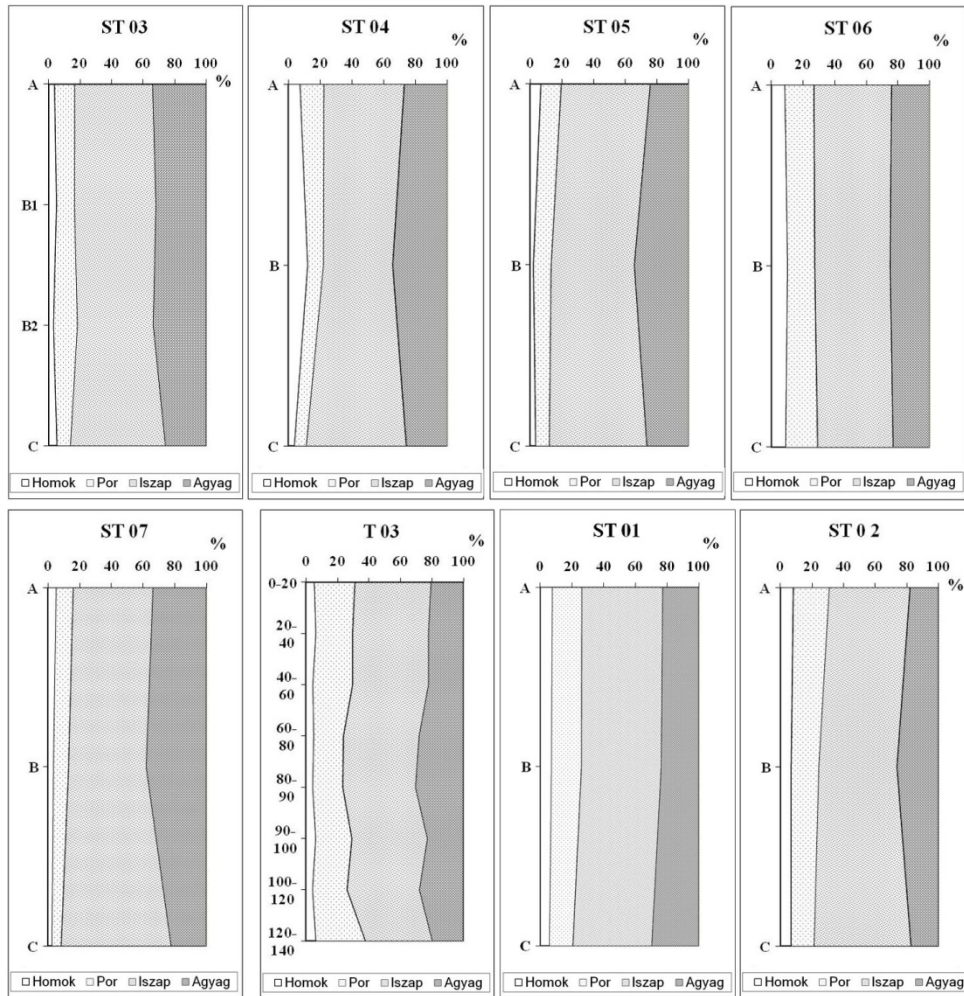 ST 03
%
0 20 40 60 80 100
A
B1
B2
C
Homok Por Iszap Agyag
ST 04
%
0 20 40 60 80 100
A
B
C
Homok Por Iszap Agyag
ST 05
%
0 20 40 60 80 100
A
B
C
Homok Por Iszap Agyag
ST 06
%
0 20 40 60 80 100
A
B
C
Homok Por Iszap Agyag
ST 07
%
0 20 40 60 80 100
A
B
C
Homok Por Iszap Agyag
T 03
%
0 20 40 60 80 100
0-20
20-
40
40-
60
60-
80
80-
90
90-
100
100-
120
120-
140
Homok Por Iszap Agyag
ST 01
%
0 20 40 60 80 100
A
B
C
Homok Por Iszap Agyag
ST 0 2
0 20 40 60 80 100
%
A
B
C
Homok Por Iszap Agyag